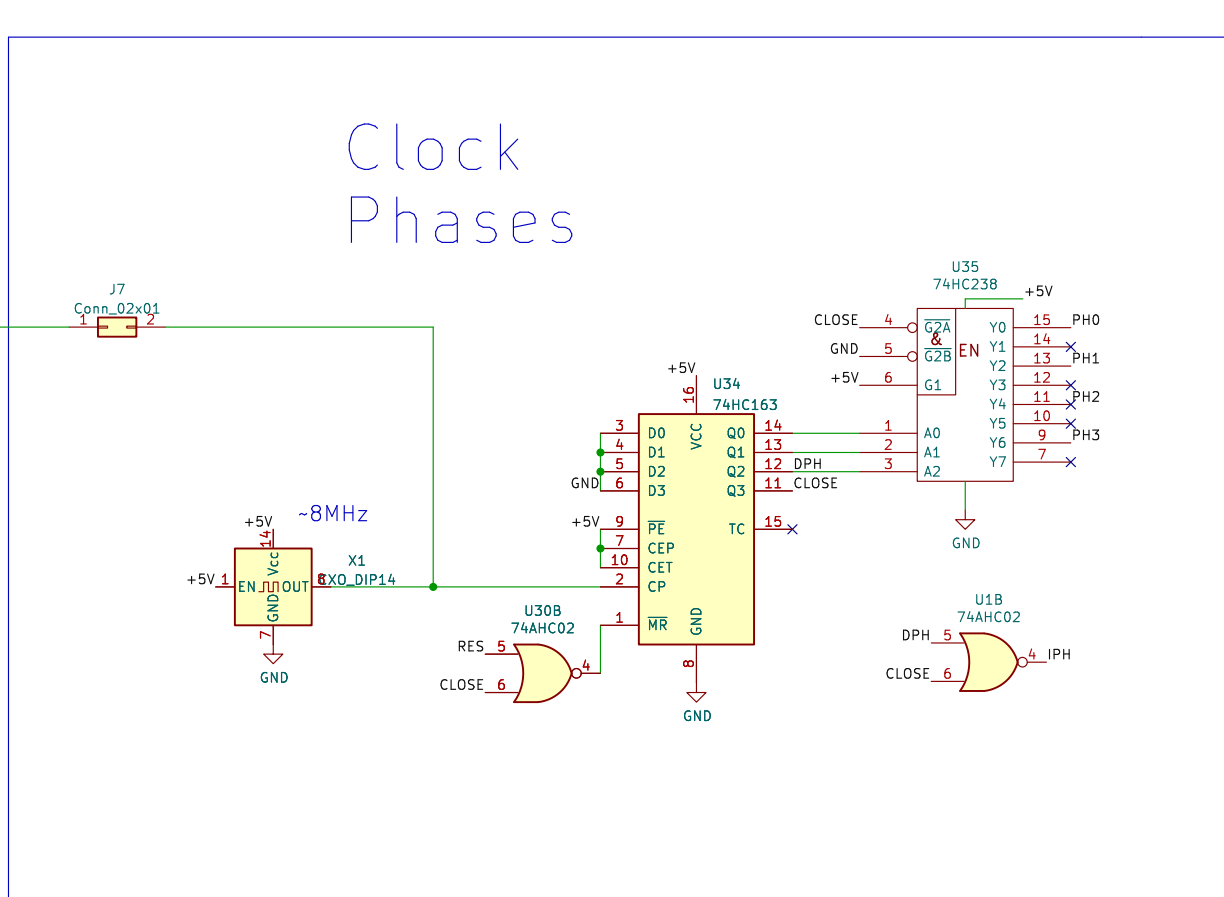 Clock
Phases
J7
Conn_02x01
1 2
~8MHz
+5V
14
X1
CXO_DIP14
+5V 1 EN Vcc GND OUT 8
7
GND
+5V
16
U34
74HC163
VCC
3 D0 Q0 14
4 D1 Q1 13
5 D2 Q2 12 DPH
GND 6 D3 Q3 11 CLOSE
+5V 9 PE TC 15
7 CEP
10 CET
2 CP
1 MR
GND
8
GND
U30B
74AHC02
RES 5
4
CLOSE 6
U35
74HC238
+5V
CLOSE 4 G2A Y0 15 PH0
& EN
Y1 14
GND 5 G2B Y2 13 PH1
+5V 6 G1 Y3 12
Y4 11 PH2
Y5 10
1 A0 Y6 9 PH3
2 A1 Y7 7
3 A2
GND
U1B
74AHC02
DPH 5
4 IPH
CLOSE 6